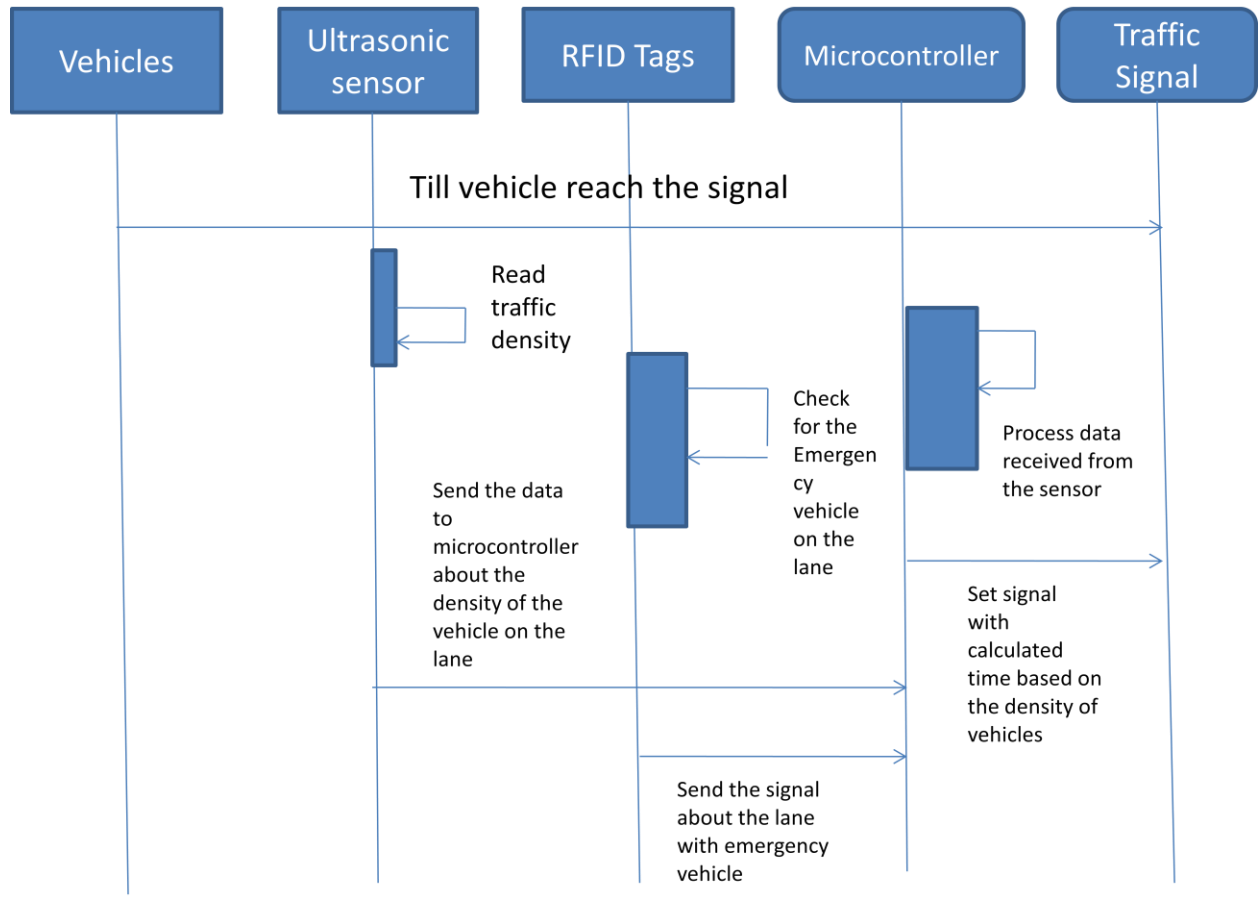 Vehicles
Ultrasonic
sensor
RFID Tags
Microcontroller
Traffic
Signal
Till vehicle reach the signal
Read
traffic
density
Check
for the
Emergen
cy
vehicle
on the
lane
Process data
received from
the sensor
Send the data
to
microcontroller
about the
density of the
vehicle on the
lane
Set signal
with
calculated
time based on
the density of
vehicles
Send the signal
about the lane
with emergency
vehicle